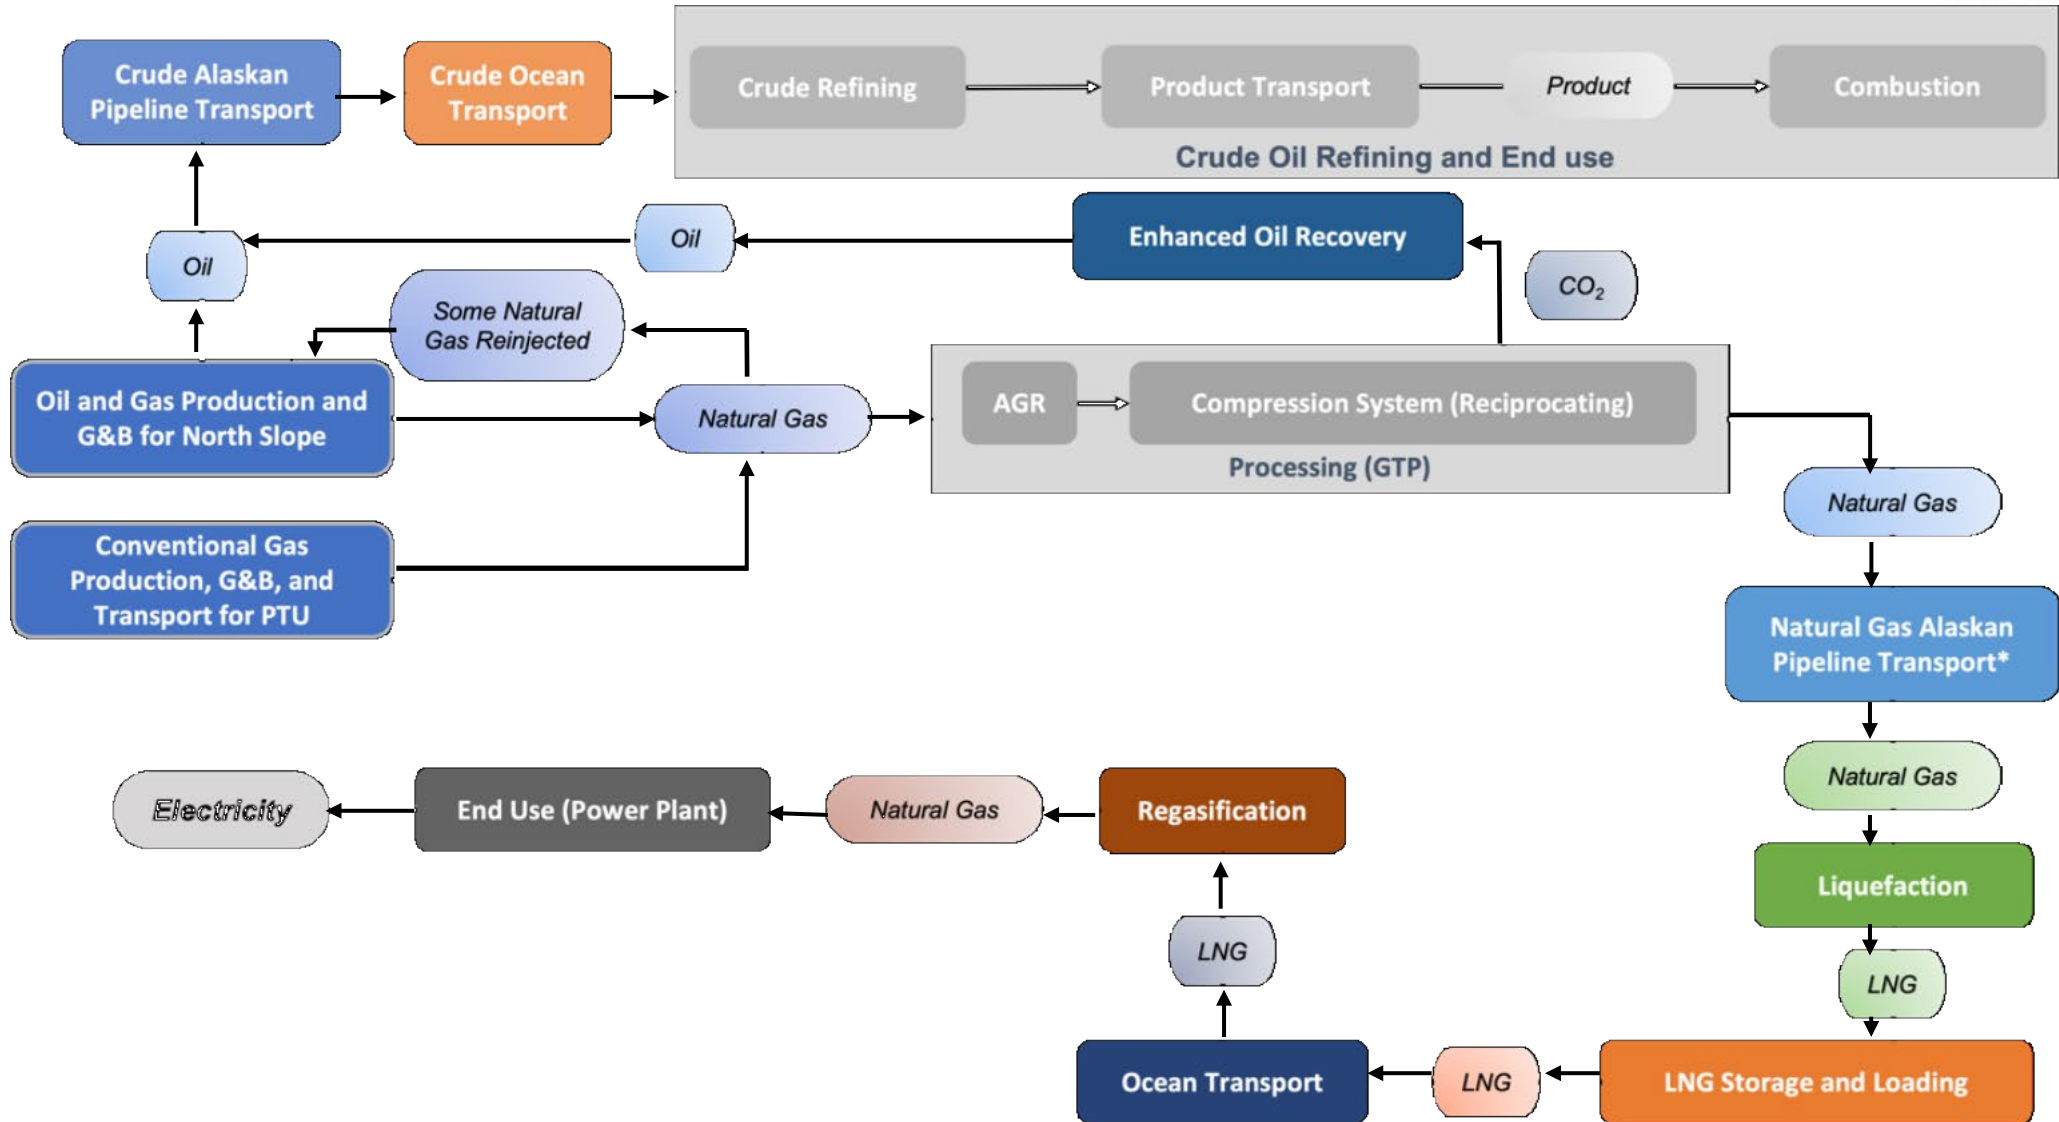 Crude Alaskan
Pipeline Transport
Crude Ocean
Transport
Crude Refining
Product Transport
Product
Combustion
Crude Oil Refining and End use
Oil
Oil
Enhanced Oil Recovery
CO₂
Some Natural
Gas Reinjected
Oil and Gas Production and
G&B for North Slope
Natural Gas
AGR
Compression System (Reciprocating)
Processing (GTP)
Natural Gas
Conventional Gas
Production, G&B, and
Transport for PTU
Natural Gas Alaskan
Pipeline Transport*
Natural Gas
Electricity
End Use (Power Plant)
Natural Gas
Regasification
Liquefaction
LNG
LNG
Ocean Transport
LNG
LNG Storage and Loading